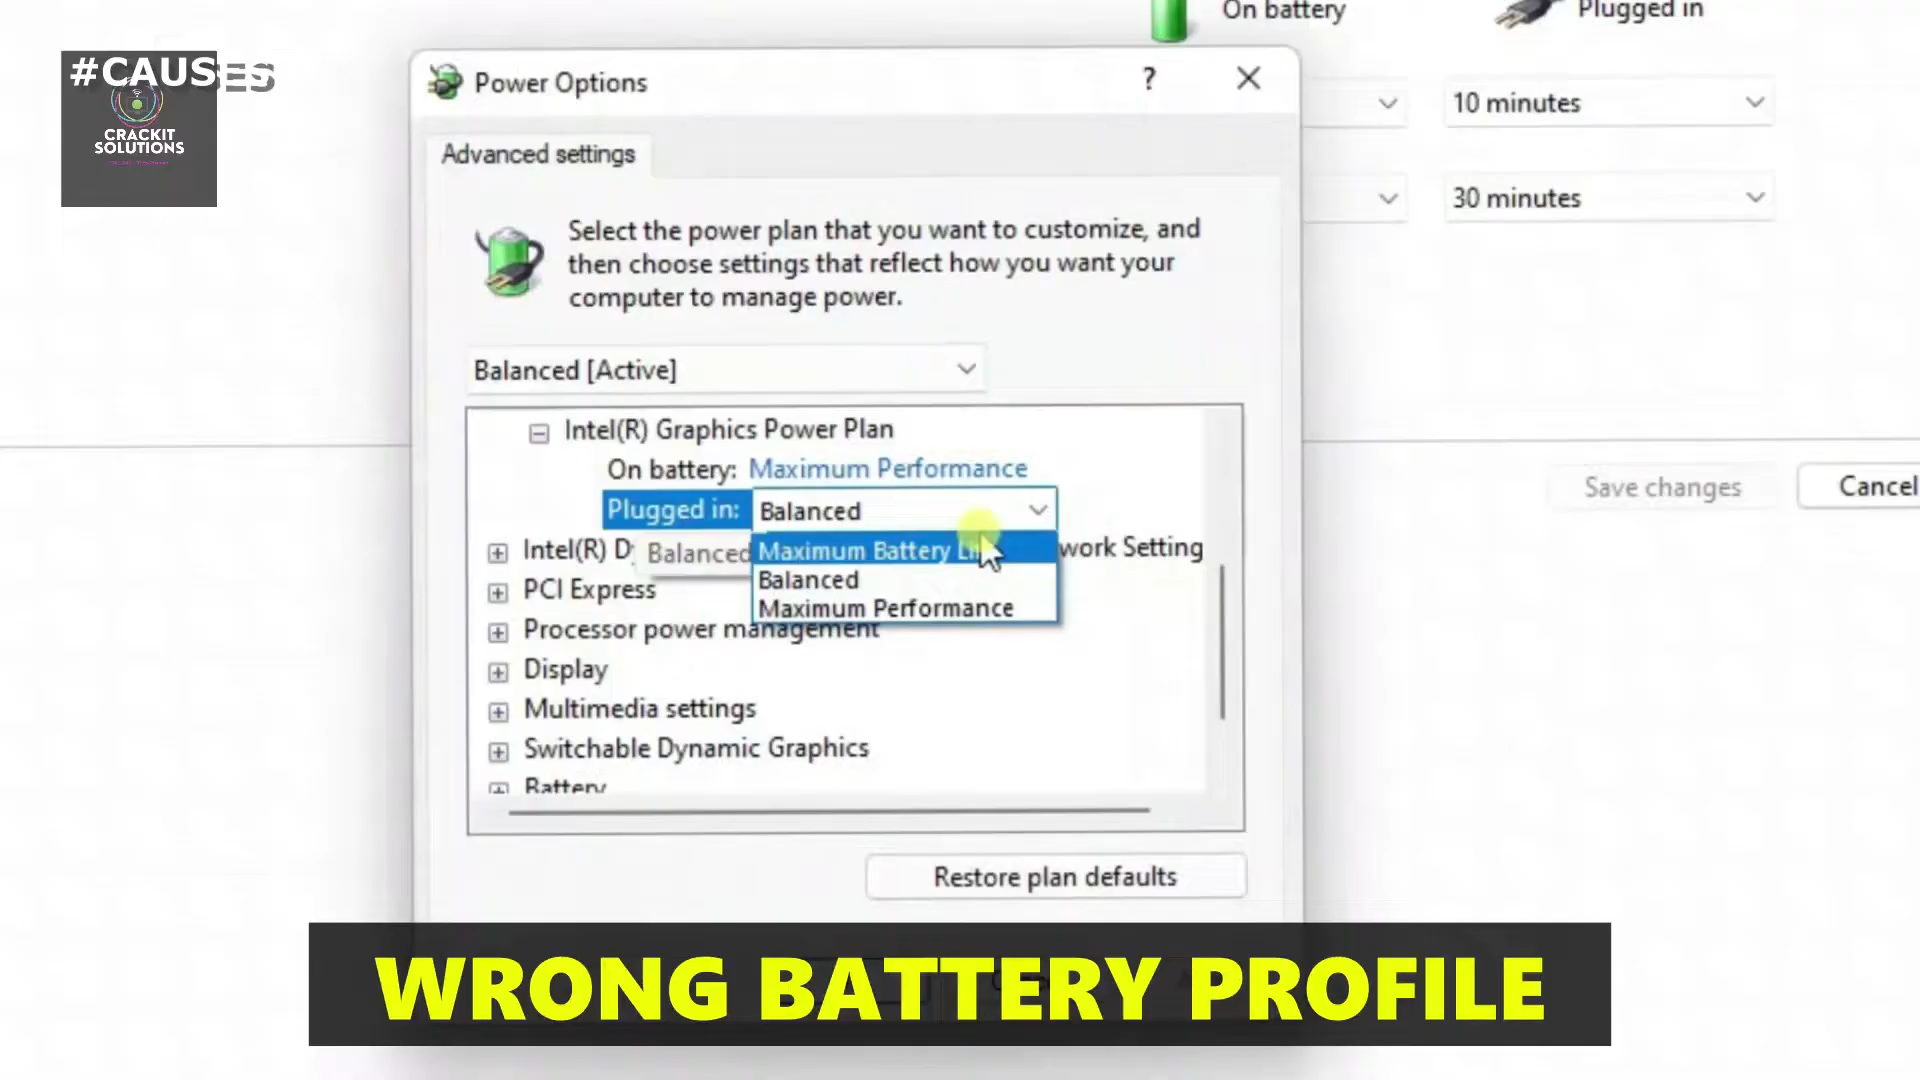 On battery
Plugged in
#CAUSES
CRACKIT
SOLUTIONS
Power Options
?
10 minutes
Advanced settings
30 minutes
Select the power plan that you want to customize, and
then choose settings that reflect how you want your
computer to manage power.
Balanced [Active]
Intel(R) Graphics Power Plan
On battery: Maximum Performance
Plugged in: Balanced
Intel(R) D
Balanced
Maximum Battery
work Setting
Balanced
PCI Express
Maximum Performance
Processor power management
Display
Multimedia settings
Switchable Dynamic Graphics
Battery
Save changes
Cancel
Restore plan defaults
WRONG BATTERY PROFILE